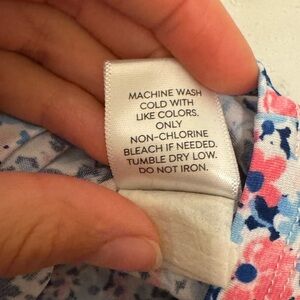 MACHINE WASH
COLD WITH
LIKE COLORS.
ONLY
NON-CHLORINE
BLEACH IF NEEDED.
TUMBLE DRY LOW.
DO NOT IRON.